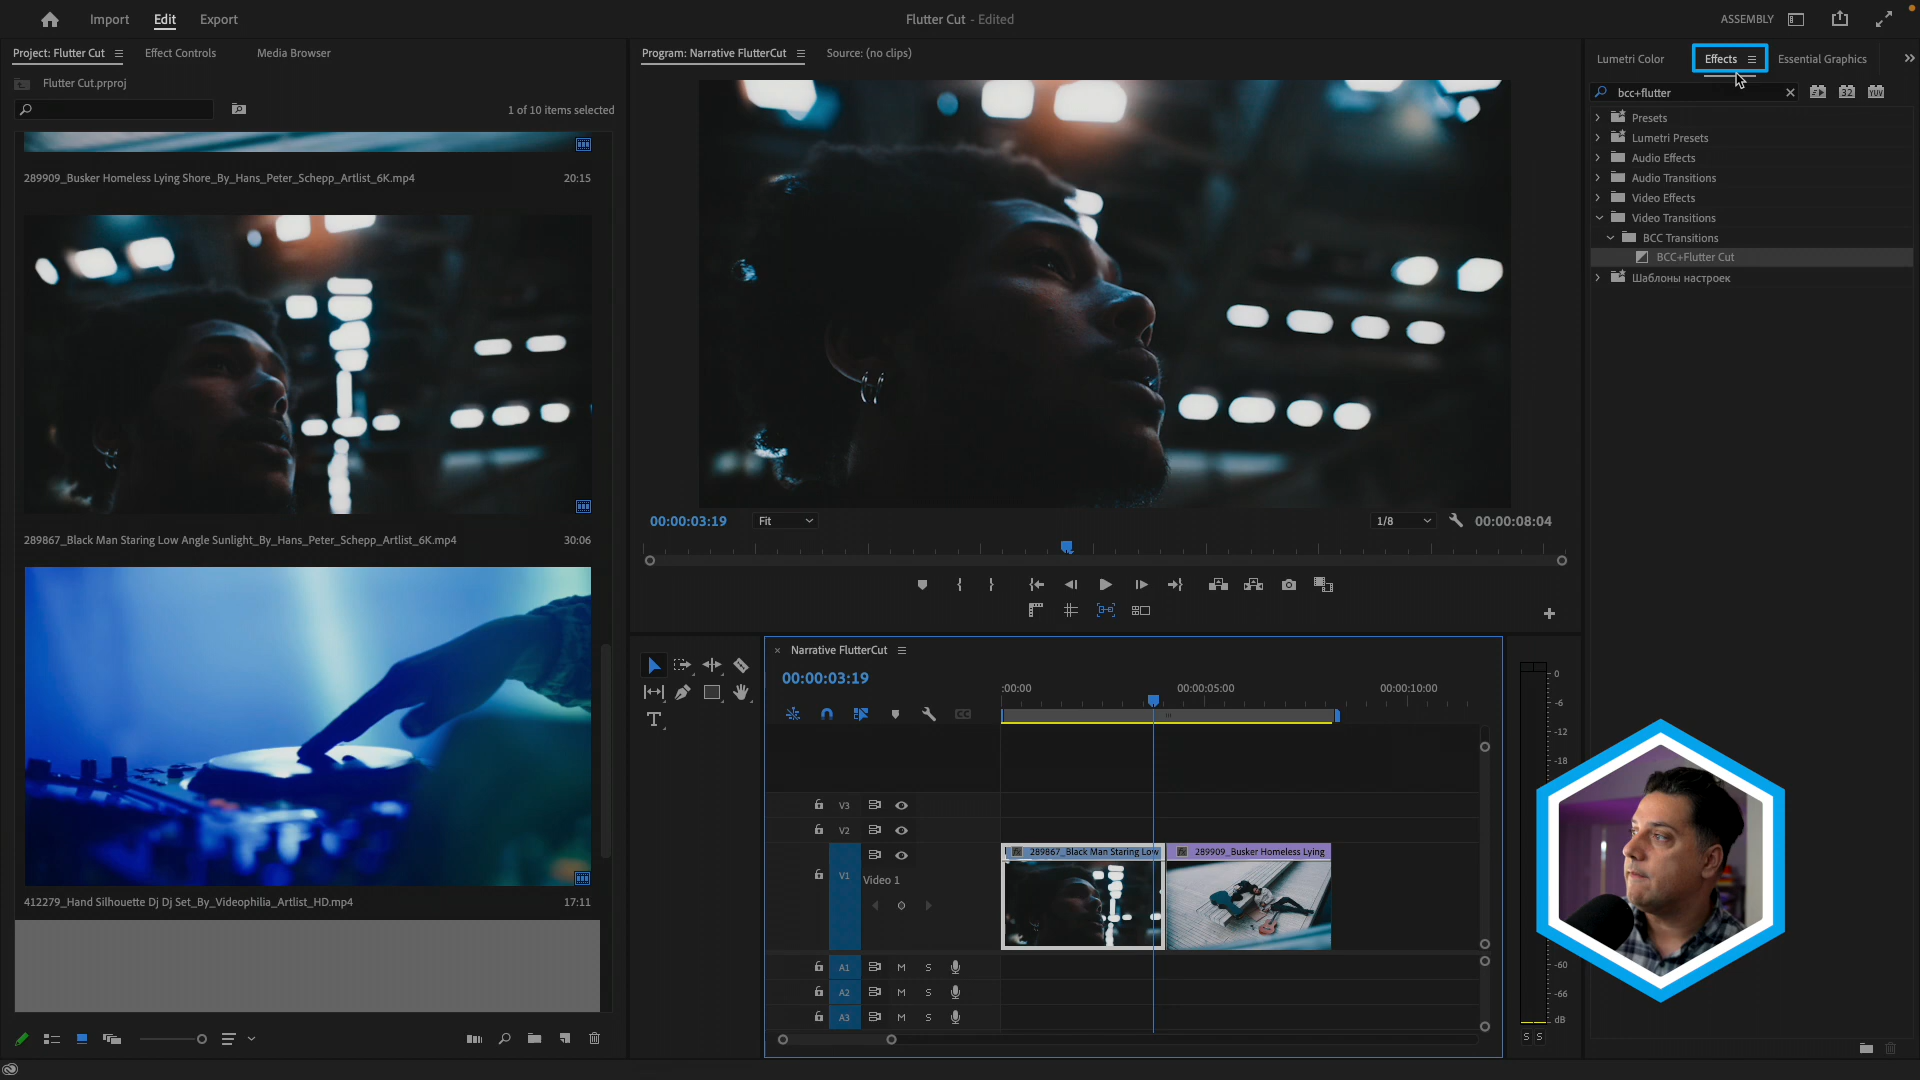 Import
Edit
Export
Flutter Cut - Edited
ASSEMBLY
Project: Flutter Cut
Effect Controls
Media Browser
Program: Narrative FlutterCut
Source: (no clips)
Lumetri Color
Effects
Essential Graphics
Flutter Cut.prproj
1 of 10 items selected
bcc+flutter
32
YUV
Presets
Lumetri Presets
Audio Effects
Audio Transitions
Video Effects
Video Transitions
BCC Transitions
BCC+Flutter Cut
Шаблоны настроек
289909_Busker Homeless Lying Shore_By_Hans_Peter_Schepp_Artlist_6K.mp4
20:15
289867_Black Man Staring Low Angle Sunlight_By_Hans_Peter_Schepp_Artlist_6K.mp4
30:06
412279_Hand Silhouette Dj Dj Set_By_Videophilia_Artlist_HD.mp4
17:11
00:00:03:19
Fit
1/8
00:00:08:04
Narrative FlutterCut
00:00:03:19
:00:00
00:00:05:00
00:00:10:00
CC
V3
V2
V1
Video 1
289867_Black Man Staring Low
289909_Busker Homeless Lying
A1
M
S
A2
M
S
A3
M
S
0
-6
-12
-18
-60
-66
dB
S
S